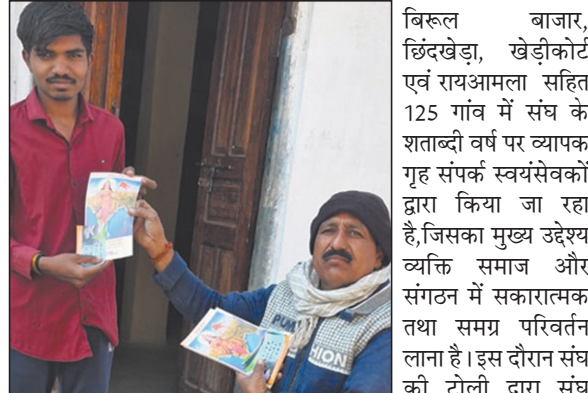 बिरूल बाजार,
छिंदखेड़ा, खेड़ीकोर्ट
एवं रायआमला सहित
125 गांव में संघ के
शताब्दी वर्ष पर व्यापक
गृह संपर्क स्वयंसेवकों
द्वारा किया जा रहा
है,जिसका मुख्य उद्देश्य
व्यक्ति समाज और
संगठन में सकारात्मक
तथा समग्र परिवर्तन
लाना है। इस दौरान संघ
की टोली द्वारा संघ